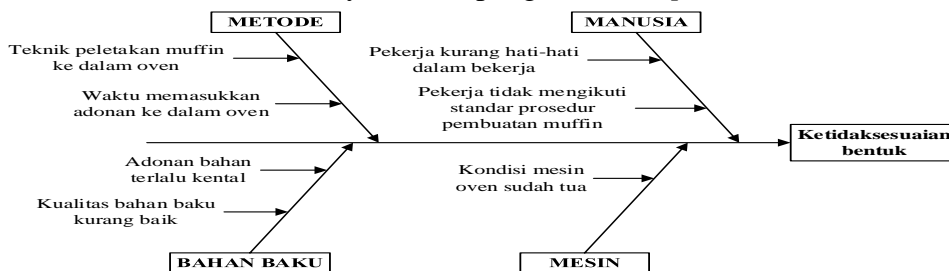 METODE
MANUSIA
Teknik peletakan muffin
ke dalam oven
Pekerja kurang hati-hati
dalam bekerja
Waktu memasukkan
adonan ke dalam oven
Pekerja tidak mengikuti
standar prosedur
pembuatan muffin
Ketidaksesuaian
bentuk
Adonan bahan
terlalu kental
Kondisi mesin
oven sudah tua
Kualitas bahan baku
kurang baik
BAHAN BAKU
MESIN